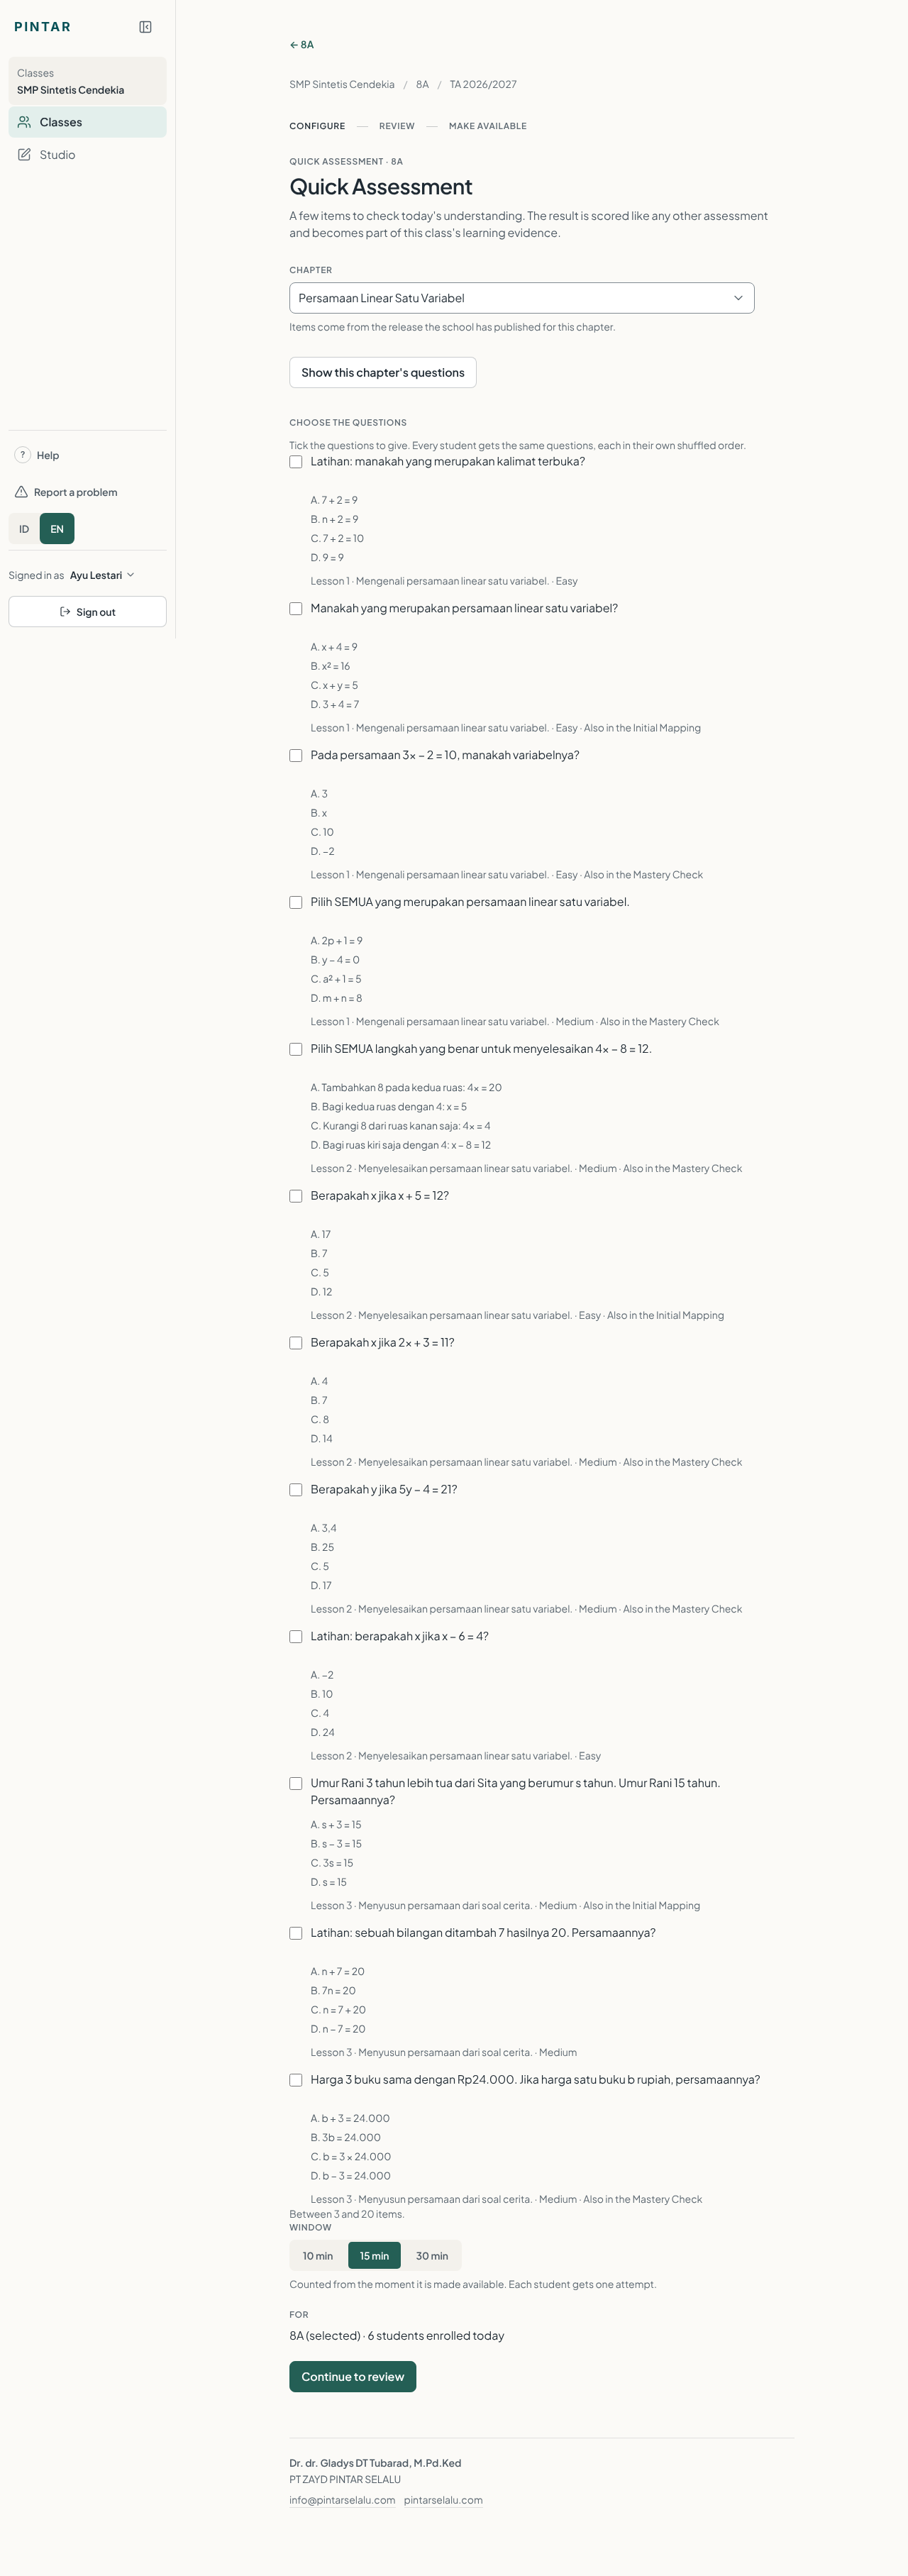 PINTAR
Classes
SMP Sintetis Cendekia
Classes
Studio
? Help
Report a problem
ID EN
Signed in as Ayu Lestari
Sign out
← 8A
SMP Sintetis Cendekia / 8A / TA 2026/2027
CONFIGURE — REVIEW — MAKE AVAILABLE
QUICK ASSESSMENT · 8A
Quick Assessment
A few items to check today's understanding. The result is scored like any other assessment
and becomes part of this class's learning evidence.
CHAPTER
Persamaan Linear Satu Variabel
Items come from the release the school has published for this chapter.
Show this chapter's questions
CHOOSE THE QUESTIONS
Tick the questions to give. Every student gets the same questions, each in their own shuffled order.
Latihan: manakah yang merupakan kalimat terbuka?
A. 7 + 2 = 9
B. n + 2 = 9
C. 7 + 2 = 10
D. 9 = 9
Lesson 1 · Mengenali persamaan linear satu variabel. · Easy
Manakah yang merupakan persamaan linear satu variabel?
A. x + 4 = 9
B. x² = 16
C. x + y = 5
D. 3 + 4 = 7
Lesson 1 · Mengenali persamaan linear satu variabel. · Easy · Also in the Initial Mapping
Pada persamaan 3x − 2 = 10, manakah variabelnya?
A. 3
B. x
C. 10
D. −2
Lesson 1 · Mengenali persamaan linear satu variabel. · Easy · Also in the Mastery Check
Pilih SEMUA yang merupakan persamaan linear satu variabel.
A. 2p + 1 = 9
B. y − 4 = 0
C. a² + 1 = 5
D. m + n = 8
Lesson 1 · Mengenali persamaan linear satu variabel. · Medium · Also in the Mastery Check
Pilih SEMUA langkah yang benar untuk menyelesaikan 4x − 8 = 12.
A. Tambahkan 8 pada kedua ruas: 4x = 20
B. Bagi kedua ruas dengan 4: x = 5
C. Kurangi 8 dari ruas kanan saja: 4x = 4
D. Bagi ruas kiri saja dengan 4: x − 8 = 12
Lesson 2 · Menyelesaikan persamaan linear satu variabel. · Medium · Also in the Mastery Check
Berapakah x jika x + 5 = 12?
A. 17
B. 7
C. 5
D. 12
Lesson 2 · Menyelesaikan persamaan linear satu variabel. · Easy · Also in the Initial Mapping
Berapakah x jika 2x + 3 = 11?
A. 4
B. 7
C. 8
D. 14
Lesson 2 · Menyelesaikan persamaan linear satu variabel. · Medium · Also in the Mastery Check
Berapakah y jika 5y − 4 = 21?
A. 3,4
B. 25
C. 5
D. 17
Lesson 2 · Menyelesaikan persamaan linear satu variabel. · Medium · Also in the Mastery Check
Latihan: berapakah x jika x − 6 = 4?
A. −2
B. 10
C. 4
D. 24
Lesson 2 · Menyelesaikan persamaan linear satu variabel. · Easy
Umur Rani 3 tahun lebih tua dari Sita yang berumur s tahun. Umur Rani 15 tahun.
Persamaannya?
A. s + 3 = 15
B. s − 3 = 15
C. 3s = 15
D. s = 15
Lesson 3 · Menyusun persamaan dari soal cerita. · Medium · Also in the Initial Mapping
Latihan: sebuah bilangan ditambah 7 hasilnya 20. Persamaannya?
A. n + 7 = 20
B. 7n = 20
C. n = 7 + 20
D. n − 7 = 20
Lesson 3 · Menyusun persamaan dari soal cerita. · Medium
Harga 3 buku sama dengan Rp24.000. Jika harga satu buku b rupiah, persamaannya?
A. b + 3 = 24.000
B. 3b = 24.000
C. b = 3 × 24.000
D. b − 3 = 24.000
Lesson 3 · Menyusun persamaan dari soal cerita. · Medium · Also in the Mastery Check
Between 3 and 20 items.
WINDOW
10 min 15 min 30 min
Counted from the moment it is made available. Each student gets one attempt.
FOR
8A (selected) · 6 students enrolled today
Continue to review
Dr. dr. Gladys DT Tubarad, M.Pd.Ked
PT ZAYD PINTAR SELALU
info@pintarselalu.com pintarselalu.com